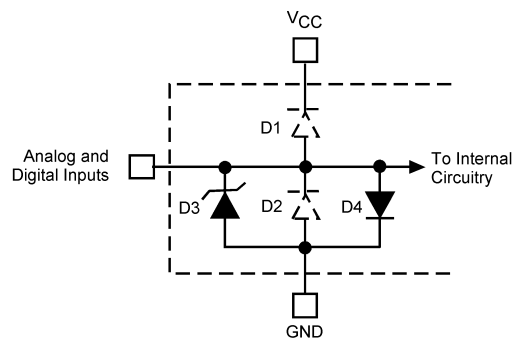 VCC
D1
Analog and
Digital Inputs
To Internal
Circuitry
D3
D2
D4
GND